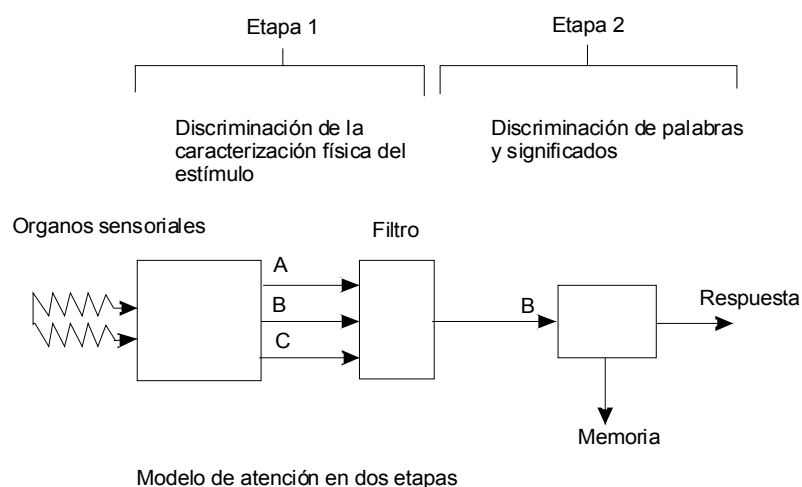 Etapa 1
Etapa 2
Discriminación de la
caracterización física del
estímulo
Discriminación de palabras
y significados
Organos sensoriales
Filtro
A
B
C
B
Respuesta
Memoria
Modelo de atención en dos etapas